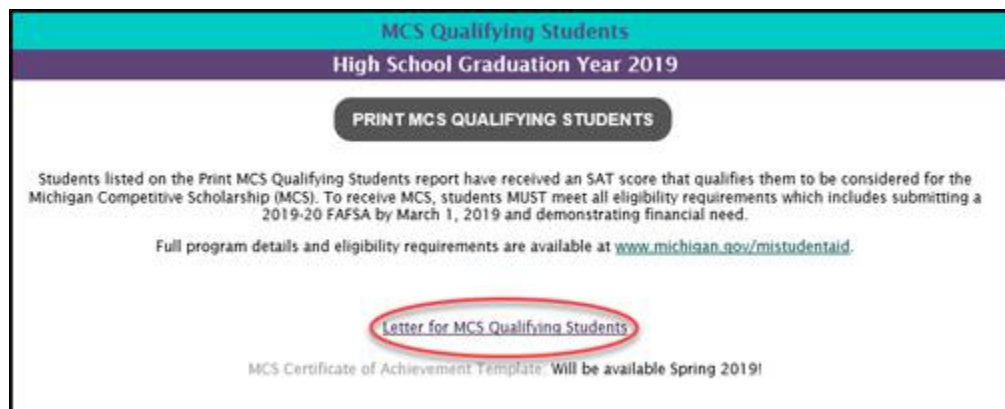 MCS Qualifying Students
High School Graduation Year 2019
PRINT MCS QUALIFYING STUDENTS
Students listed on the Print MCS Qualifying Students report have received an SAT score that qualifies them to be considered for the
Michigan Competitive Scholarship (MCS). To receive MCS, students MUST meet all eligibility requirements which includes submitting a
2019-20 FAFSA by March 1, 2019 and demonstrating financial need.
Full program details and eligibility requirements are available at www.michigan.gov/mistudentaid.
Letter for MCS Qualifying Students
MCS Certificate of Achievement Template: Will be available Spring 2019!